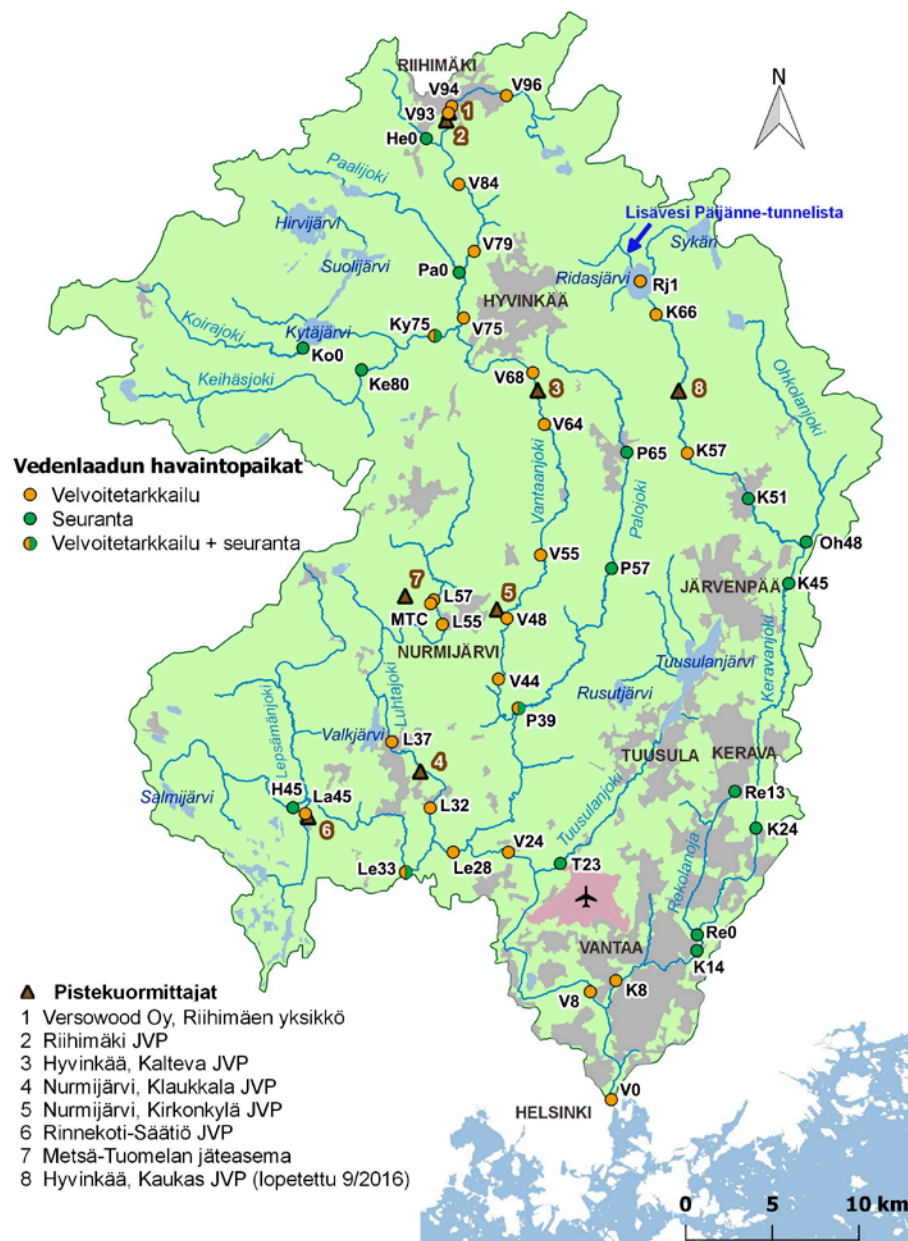 RIIHIMÄKI
V94
V96
V93
1
2
He0
N
Paalijoki
V84
Lisävesi Päijänne-tunnelista
Hirvijärvi
Sykäri
Suolijärvi
V79
Pa0
Ridasjärvi
Rj1
HYVINKÄÄ
K66
Koirajoki
Kytäjärvi
Ky75
V75
Ko0
Ohkolanjoki
Keihäsjoki
Ke80
V68
3
8
V64
Vedenlaadun havaintopaikat
Velvoitetarkkailu
Seuranta
Velvoitetarkkailu + seuranta
Vantaanjoki
P65
K57
Palojoki
K51
Oh48
V55
P57
JÄRVENPÄÄ
K45
7
L57
5
MTC
L55
V48
NURMIJÄRVI
Keravanjoki
Tuusulanjärvi
V44
Rusutjärvi
Luhtajoki
P39
Lepsämänjoki
Valkjärvi
L37
TUUSULA
KERAVA
4
Salmijärvi
H45
La45
L32
Re13
6
Tuusulanjoki
K24
Le33
Le28
V24
T23
Rekolanoja
Re0
VANTAA
K14
K8
V8
Pistekuormittajat
1 Versowood Oy, Riihimäen yksikkö
2 Riihimäki JVP
3 Hyvinkää, Kalteva JVP
4 Nurmijärvi, Klaukkala JVP
5 Nurmijärvi, Kirkonkylä JVP
6 Rinnekoti-Säätiö JVP
7 Metsä-Tuomelan jäteasema
8 Hyvinkää, Kaukas JVP (lopetettu 9/2016)
V0
HELSINKI
0 5 10 km